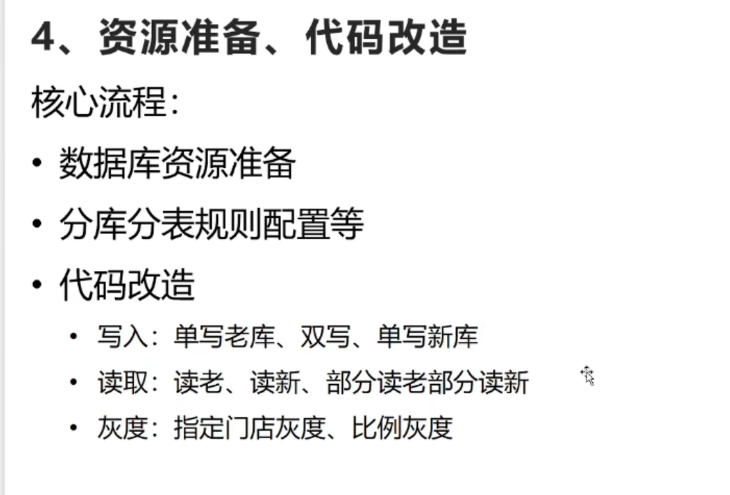 4、资源准备、代码改造
核心流程：
• 数据库资源准备
• 分库分表规则配置等
• 代码改造
• 写入：单写老库、双写、单写新库
• 读取：读老、读新、部分读老部分读新
• 灰度：指定门店灰度、比例灰度